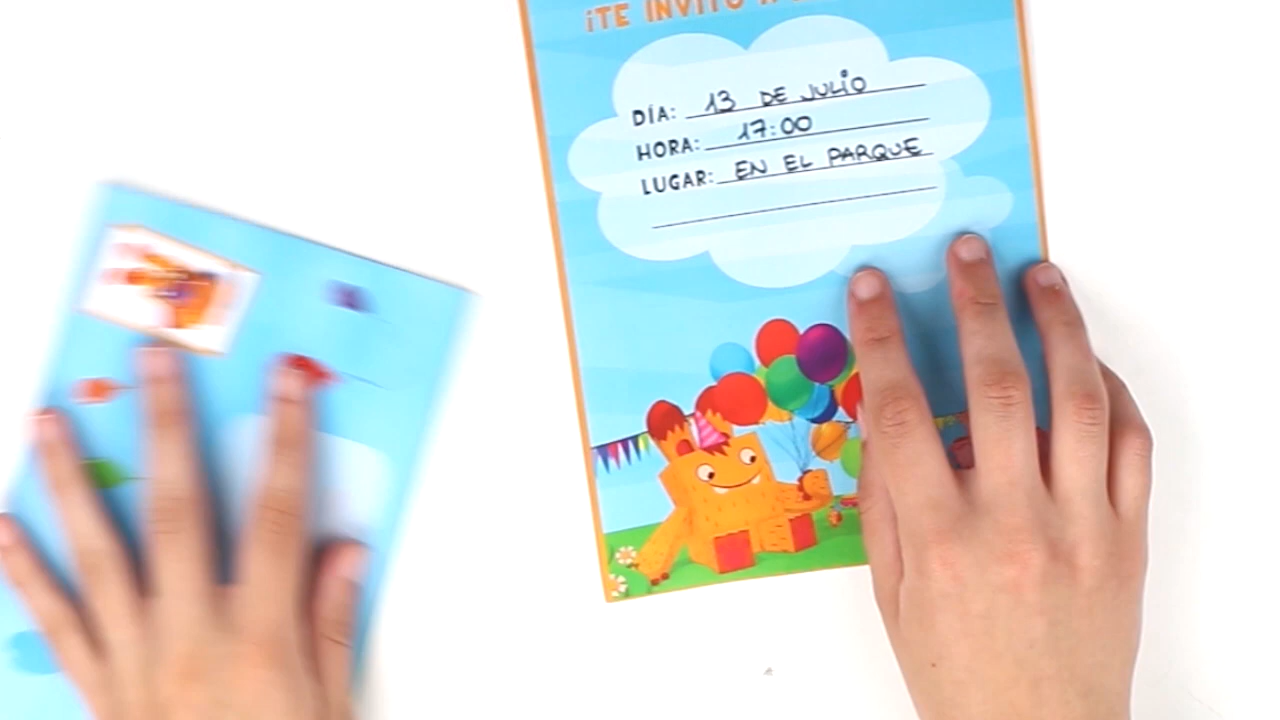 ¡TE INVITO A
DÍA: 13 DE JULIO
HORA: 17:00
LUGAR: EN EL PARQUE